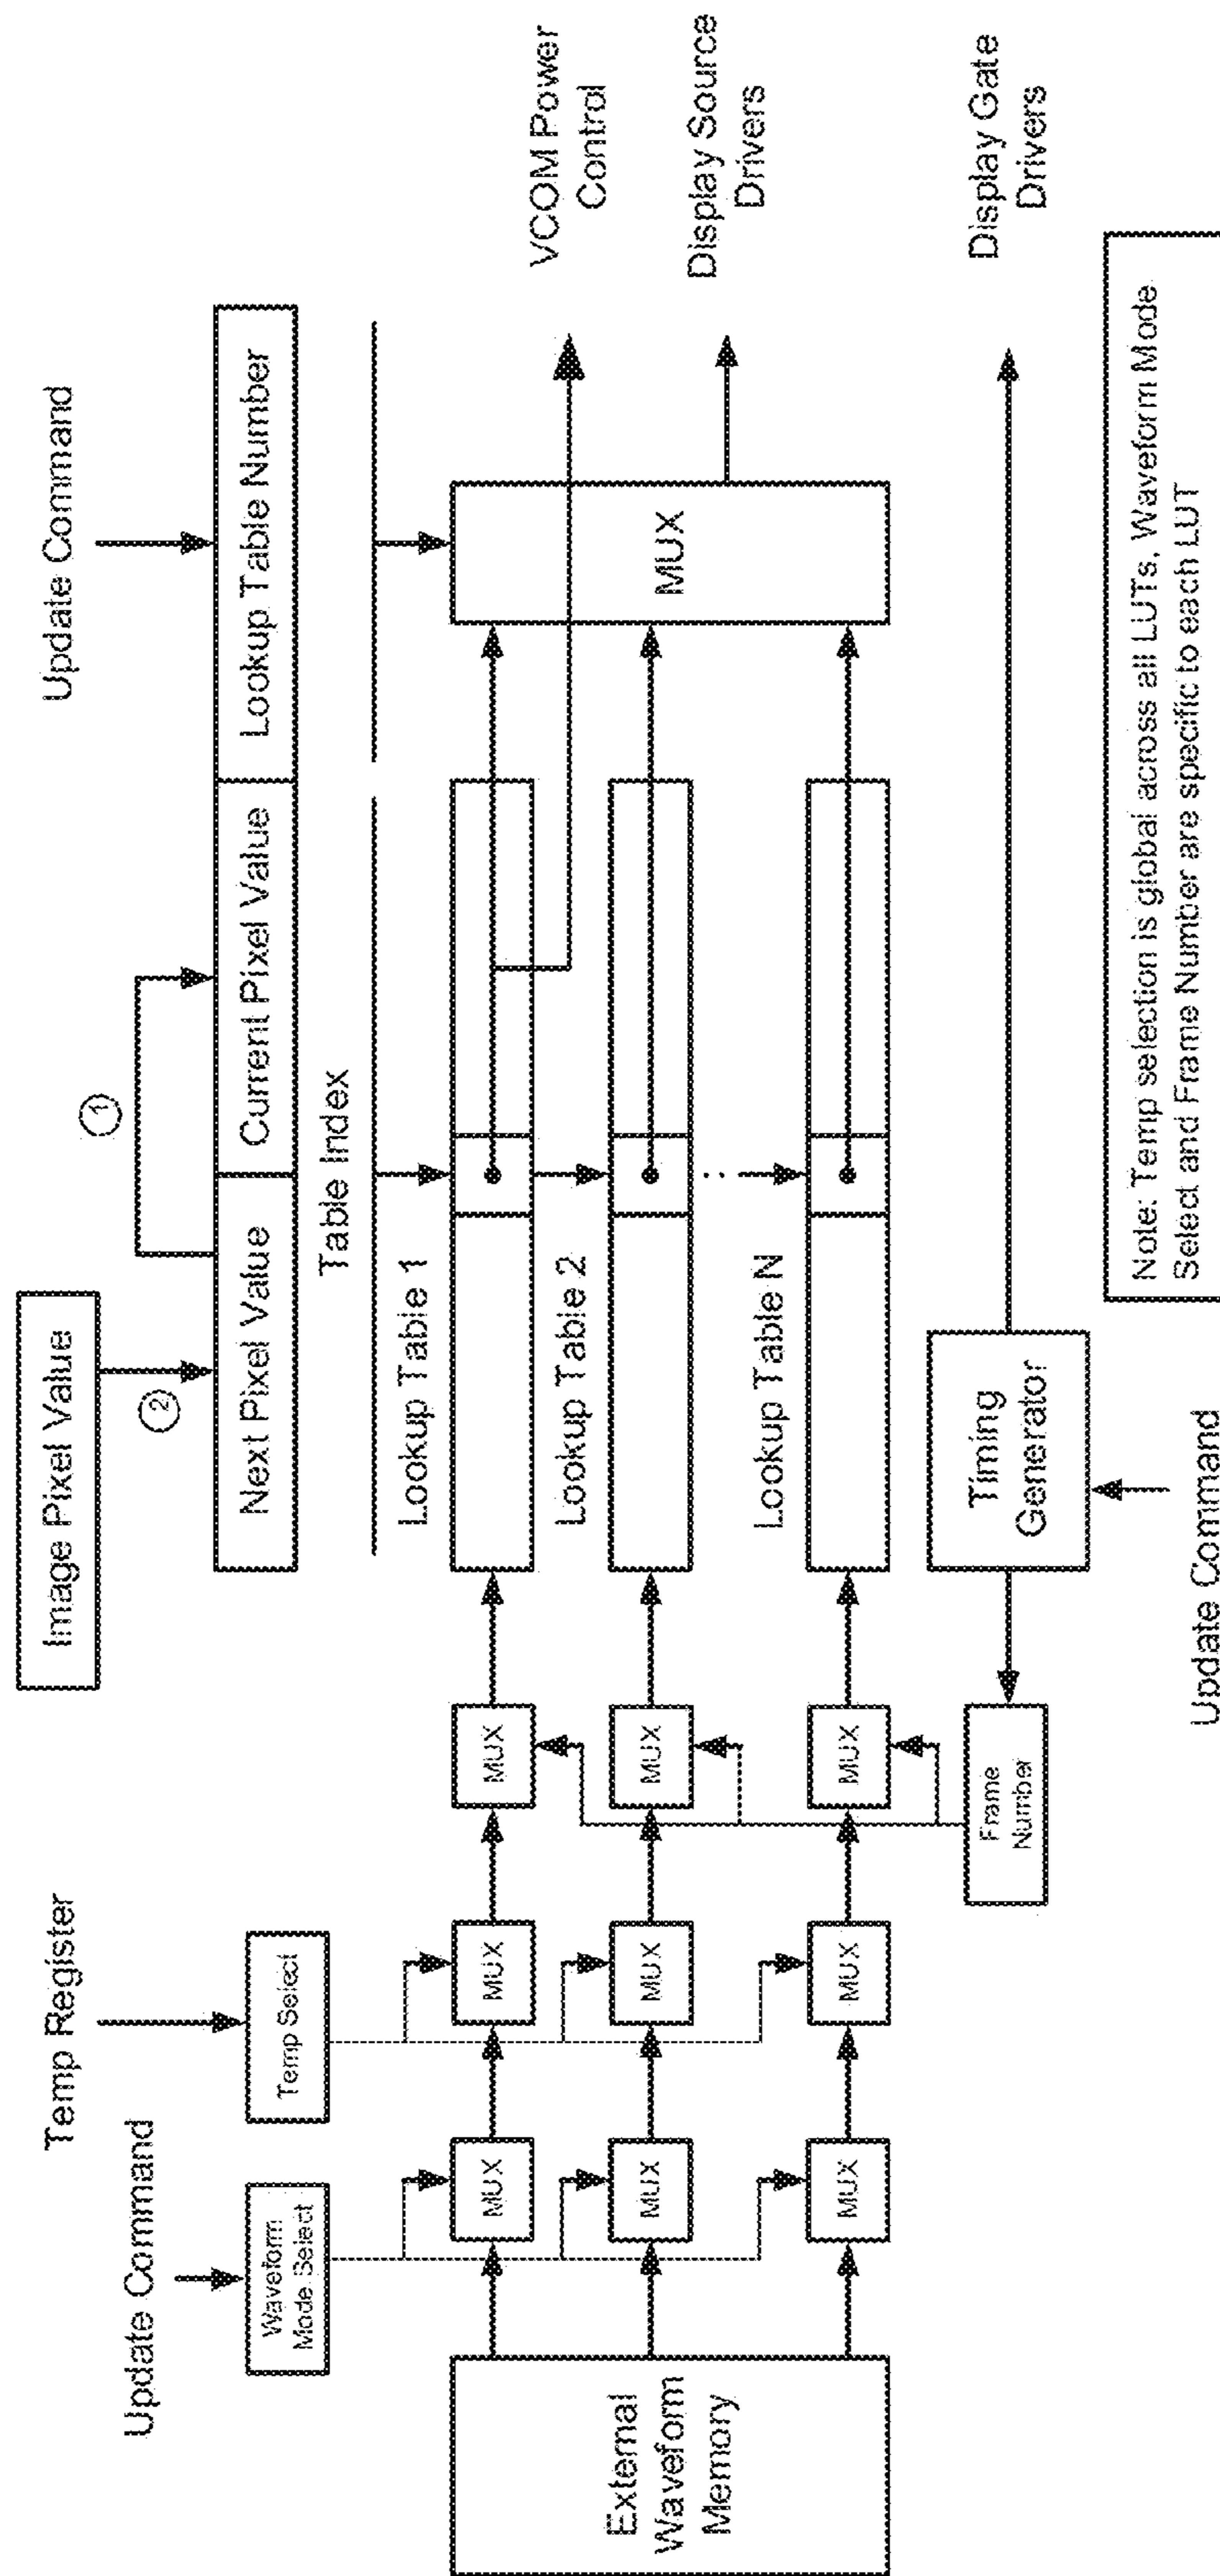 Update Command
Temp Register
Image Pixel Value
①
Update Command
②
Waveform
Mode Select
Temp Select
Next Pixel Value
Current Pixel Value
Lookup Table Number
Table Index
Lookup Table 1
MUX
MUX
MUX
VCOM Power
Control
Lookup Table 2
External
Waveform
Memory
MUX
MUX
MUX
MUX
Display Source
Drivers
. .
Lookup Table N
MUX
MUX
MUX
Frame
Number
Timing
Generator
Display Gate
Drivers
Update Command
Note: Temp selection is global across all LUTs, Waveform Mode
Select and Frame Number are specific to each LUT